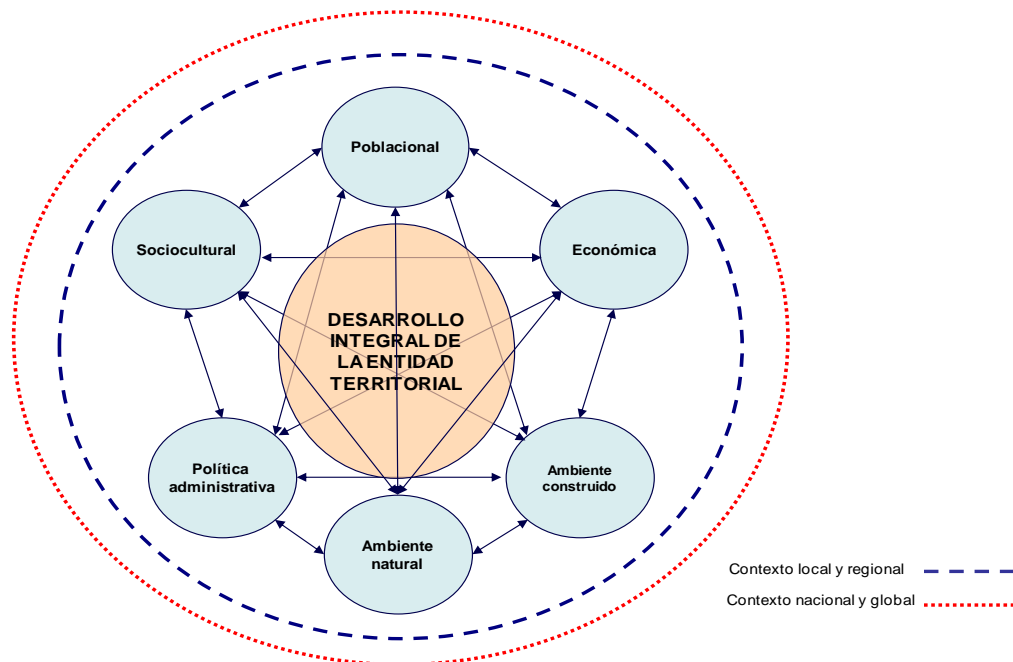 Poblacional
Sociocultural
Económica
DESARROLLO
INTEGRAL DE
LA ENTIDAD
TERRITORIAL
Política
administrativa
Ambiente
construido
Ambiente
natural
Contexto local y regional
Contexto nacional y global